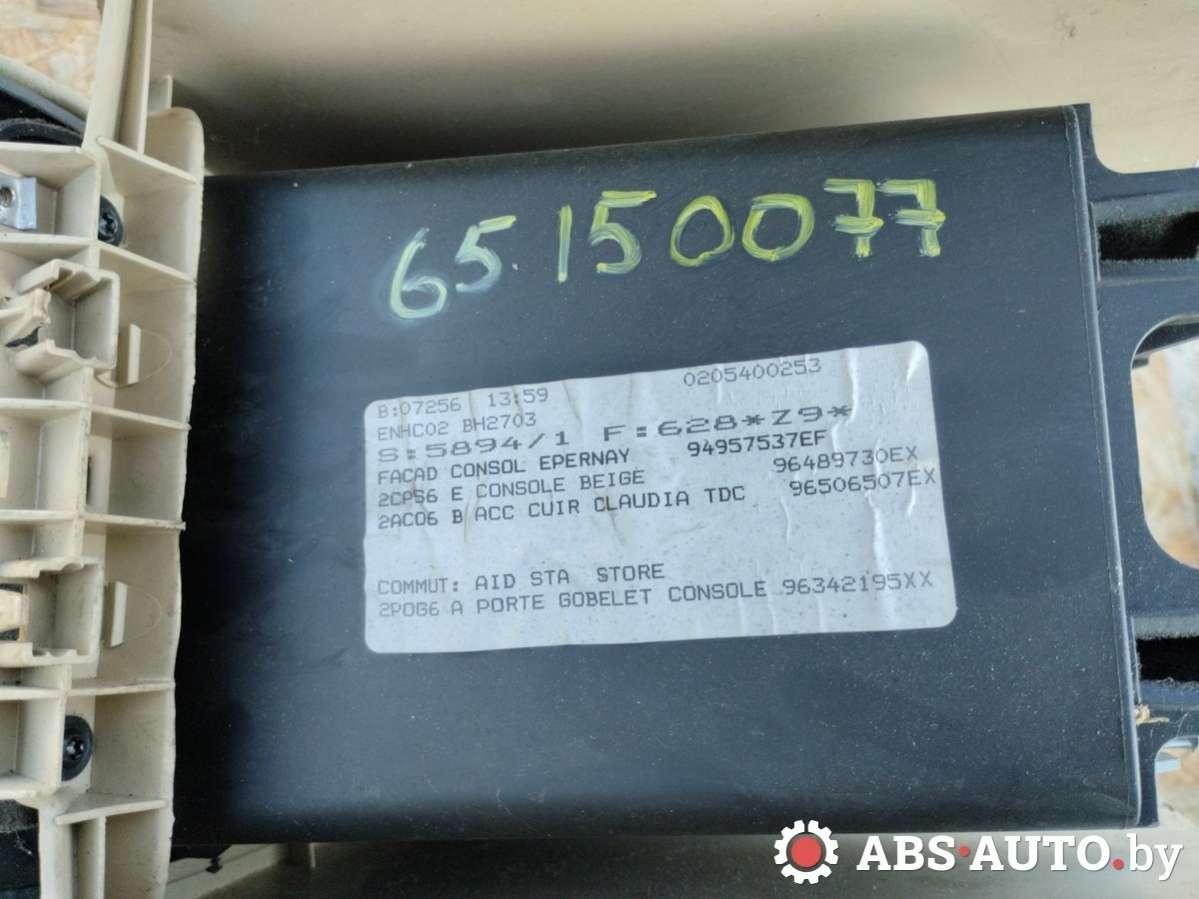 65150077
B:07256 13:59 0205400253
ENHC02 BH2703
S:5894/1 F:628*Z9*
FACAD CONSOL EPERNAY 94957537EF
2CP56 E CONSOLE BEIGE 96489730EX
2AC06 B ACC CUIR CLAUDIA TDC 96506507EX
COMMUT: AID STA STORE
2POG6 A PORTE GOBELET CONSOLE 96342195XX
ABS-AUTO.by